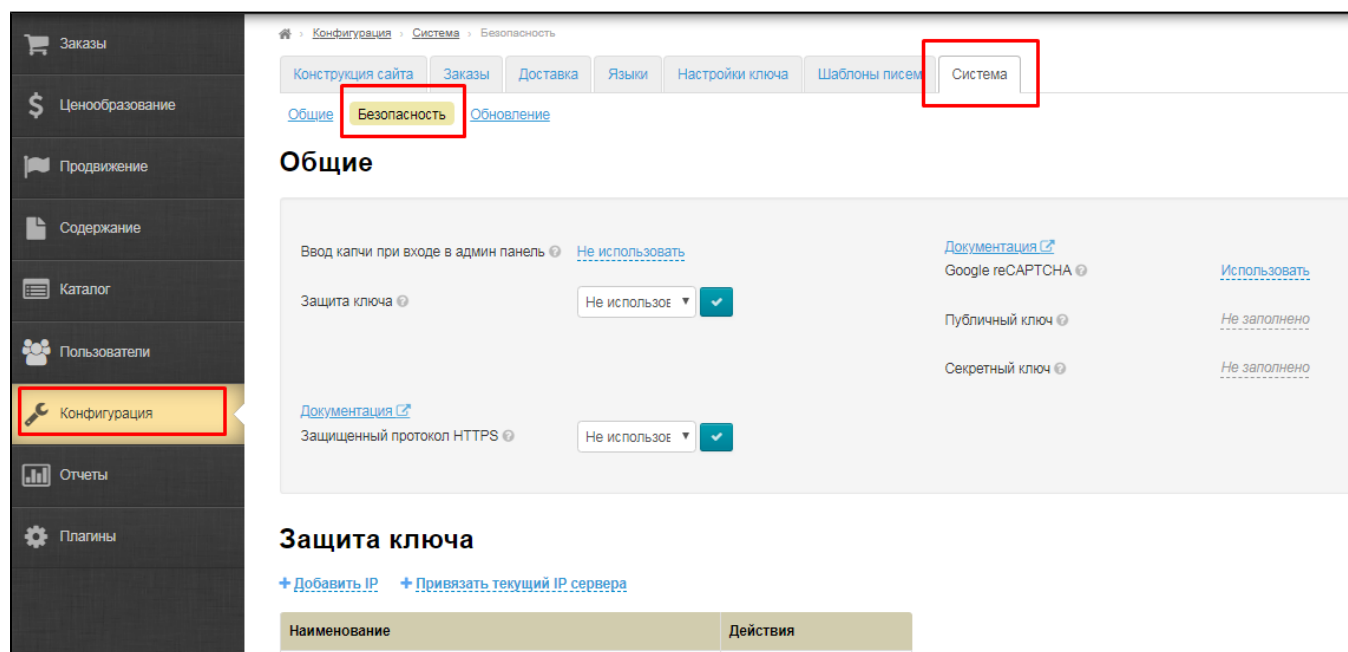 Заказы
Ценообразование
Продвижение
Содержание
Каталог
Пользователи
Конфигурация
Отчеты
Плагины
Конфигурация › Система › Безопасность
Конструкция сайта Заказы Доставка Языки Настройки ключа Шаблоны писем Система
Общие Безопасность Обновление
Общие
Ввод капчи при входе в админ панель Не использовать
Защита ключа Не использов
Документация
Защищенный протокол HTTPS Не использов
Документация
Google reCAPTCHA Использовать
Публичный ключ Не заполнено
Секретный ключ Не заполнено
Защита ключа
+ Добавить IP + Привязать текущий IP сервера
Наименование Действия